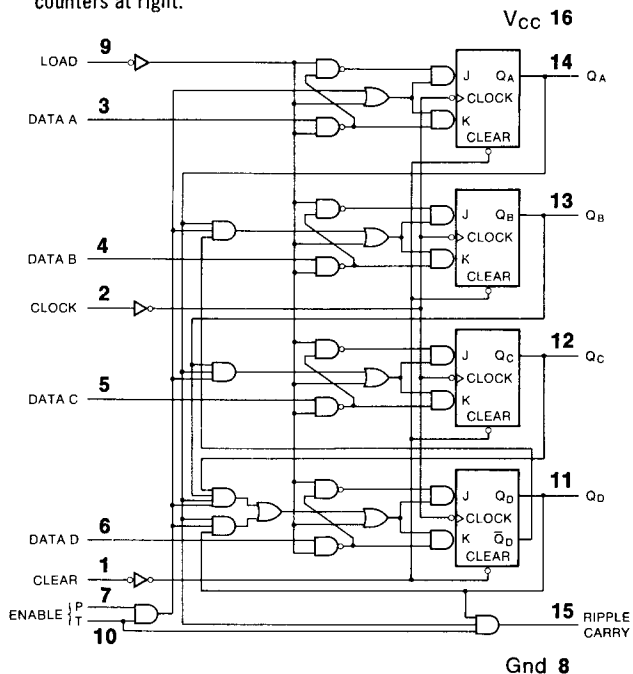 counters at right.
VCC 16
LOAD 9
14 QA
J QA
CLOCK
K
CLEAR
DATA A 3
13 QB
J QB
CLOCK
K
CLEAR
DATA B 4
CLOCK 2
12 QC
J QC
CLOCK
K
CLEAR
DATA C 5
11 QD
J QD
CLOCK
K Q̅D
CLEAR
DATA D 6
CLEAR 1
ENABLE { P 7
T 10
15 RIPPLE
CARRY
Gnd 8